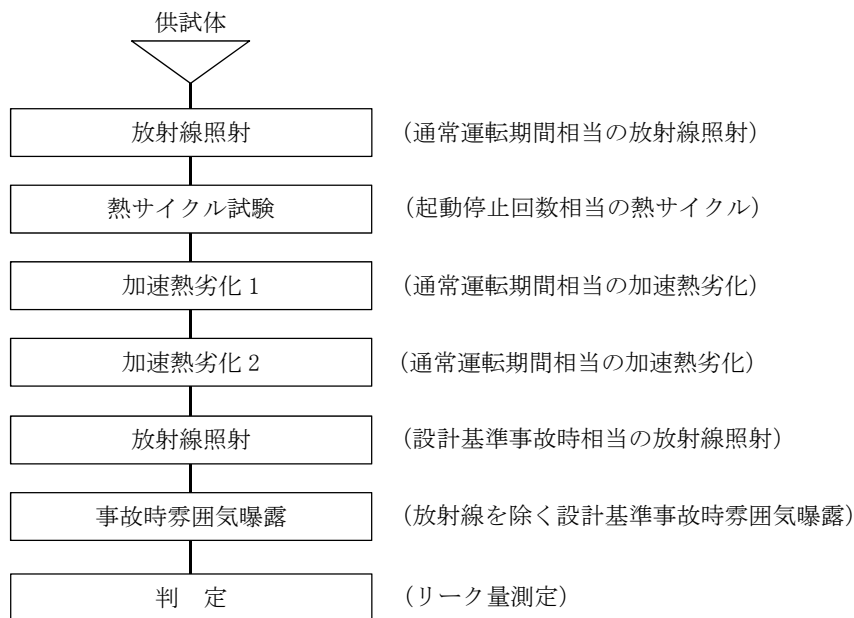 供試体
放射線照射 (通常運転期間相当の放射線照射)
熱サイクル試験 (起動停止回数相当の熱サイクル)
加速熱劣化 1 (通常運転期間相当の加速熱劣化)
加速熱劣化 2 (通常運転期間相当の加速熱劣化)
放射線照射 (設計基準事故時相当の放射線照射)
事故時雰囲気曝露 (放射線を除く設計基準事故時雰囲気曝露)
判 定 (リーク量測定)